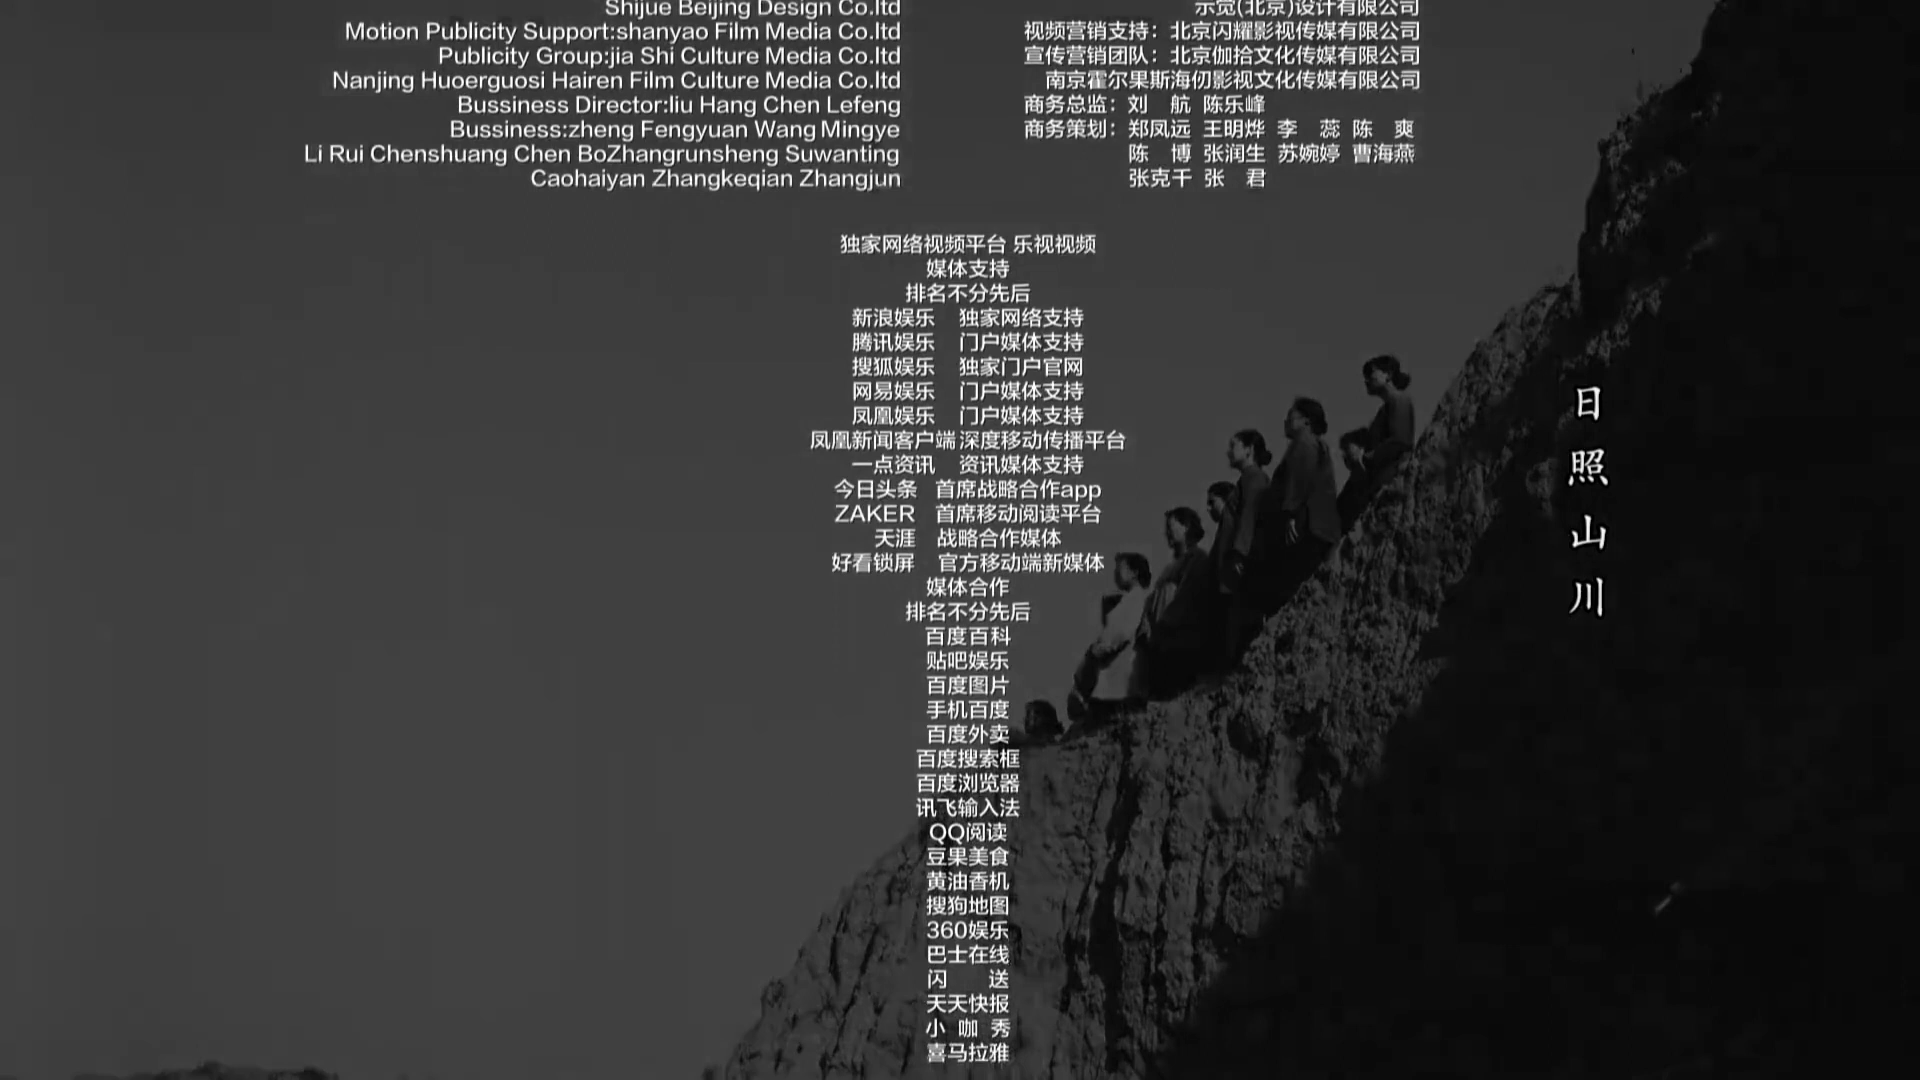 Shijue Beijing Design Co.ltd
示觉(北京)设计有限公司
Motion Publicity Support:shanyao Film Media Co.ltd
视频营销支持：北京闪耀影视传媒有限公司
Publicity Group:jia Shi Culture Media Co.ltd
宣传营销团队：北京伽拾文化传媒有限公司
Nanjing Huoerguosi Hairen Film Culture Media Co.ltd
南京霍尔果斯海仞影视文化传媒有限公司
Bussiness Director:liu Hang Chen Lefeng
商务总监：刘　航 陈乐峰
Bussiness:zheng Fengyuan Wang Mingye
商务策划：郑凤远 王明烨 李　蕊 陈　爽
Li Rui Chenshuang Chen BoZhangrunsheng Suwanting
陈　博 张润生 苏婉婷 曹海燕
Caohaiyan Zhangkeqian Zhangjun
张克千 张　君
独家网络视频平台 乐视视频
媒体支持
排名不分先后
新浪娱乐　独家网络支持
腾讯娱乐　门户媒体支持
搜狐娱乐　独家门户官网
网易娱乐　门户媒体支持
凤凰娱乐　门户媒体支持
凤凰新闻客户端 深度移动传播平台
一点资讯　资讯媒体支持
今日头条　首席战略合作app
ZAKER　首席移动阅读平台
天涯　战略合作媒体
好看锁屏　官方移动端新媒体
媒体合作
排名不分先后
百度百科
贴吧娱乐
百度图片
手机百度
百度外卖
百度搜索框
百度浏览器
讯飞输入法
QQ阅读
豆果美食
黄油香机
搜狗地图
360娱乐
巴士在线
闪　　送
天天快报
小 咖 秀
喜马拉雅
日照山川